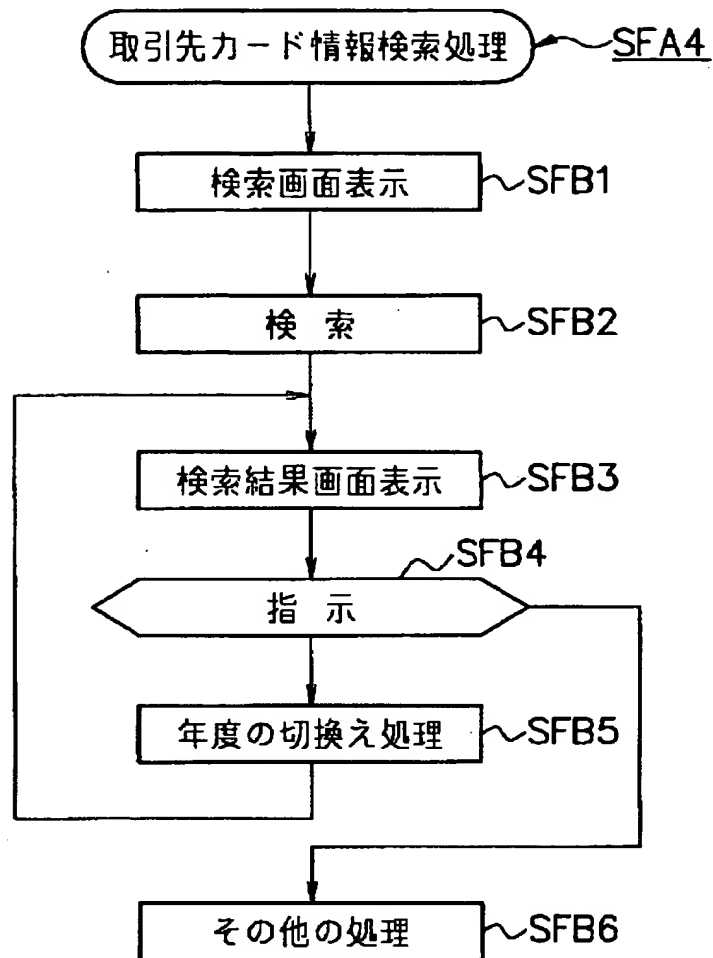 取引先カード情報検索処理
SFA4
検索画面表示
SFB1
検索
SFB2
検索結果画面表示
SFB3
SFB4
指示
年度の切換え処理
SFB5
その他の処理
SFB6